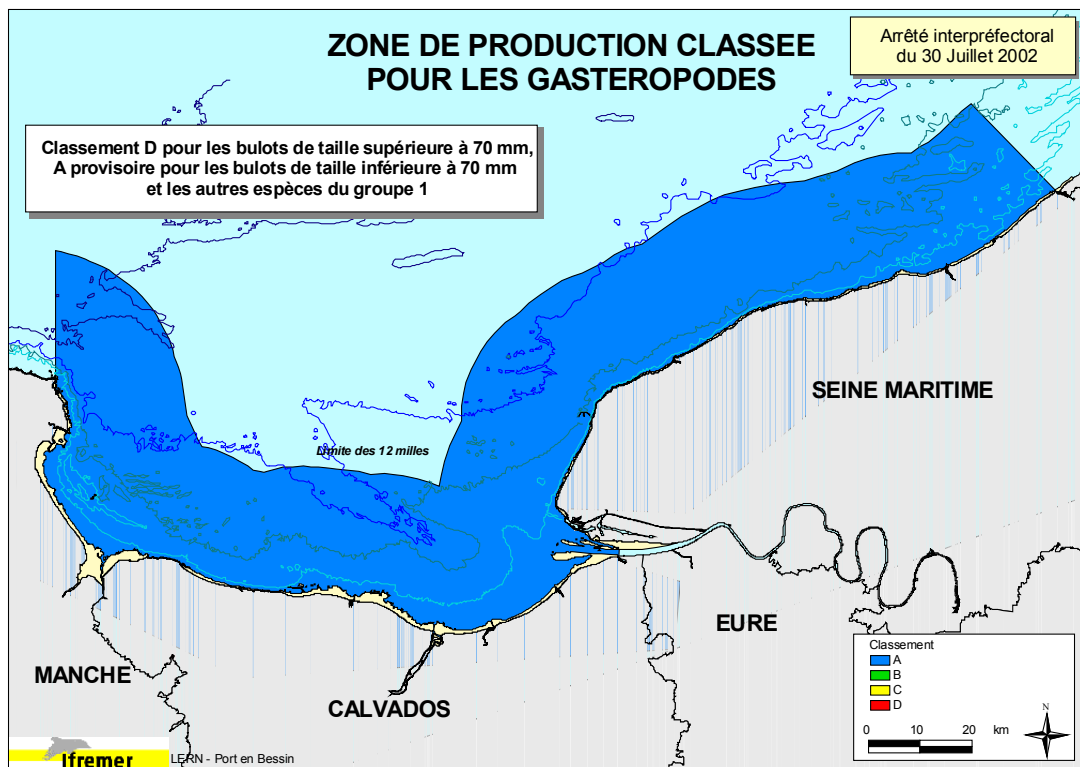 ZONE DE PRODUCTION CLASSEE
POUR LES GASTEROPODES
Arrêté interpréfectoral
du 30 Juillet 2002
Classement D pour les bulots de taille supérieure à 70 mm,
A provisoire pour les bulots de taille inférieure à 70 mm
et les autres espèces du groupe 1
SEINE MARITIME
Limite des 12 milles
EURE
MANCHE
CALVADOS
Classement
A
B
C
D
0 10 20 km
N
Ifremer
LERN - Port en Bessin